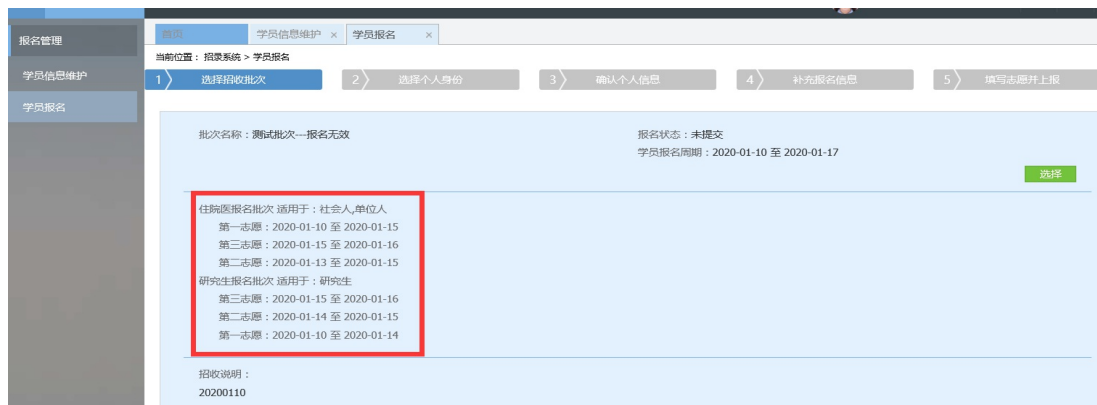 报名管理
学员信息维护
学员报名
首页 学员信息维护 × 学员报名 ×
当前位置： 招录系统 > 学员报名
1 选择招收批次 2 选择个人身份 3 确认个人信息 4 补充报名信息 5 填写志愿并上报
批次名称：测试批次---报名无效
报名状态：未提交
学员报名周期：2020-01-10 至 2020-01-17
选择
住院医报名批次 适用于：社会人,单位人
第一志愿：2020-01-10 至 2020-01-15
第三志愿：2020-01-15 至 2020-01-16
第二志愿：2020-01-13 至 2020-01-15
研究生报名批次 适用于：研究生
第三志愿：2020-01-15 至 2020-01-16
第二志愿：2020-01-14 至 2020-01-15
第一志愿：2020-01-10 至 2020-01-14
招收说明：
20200110